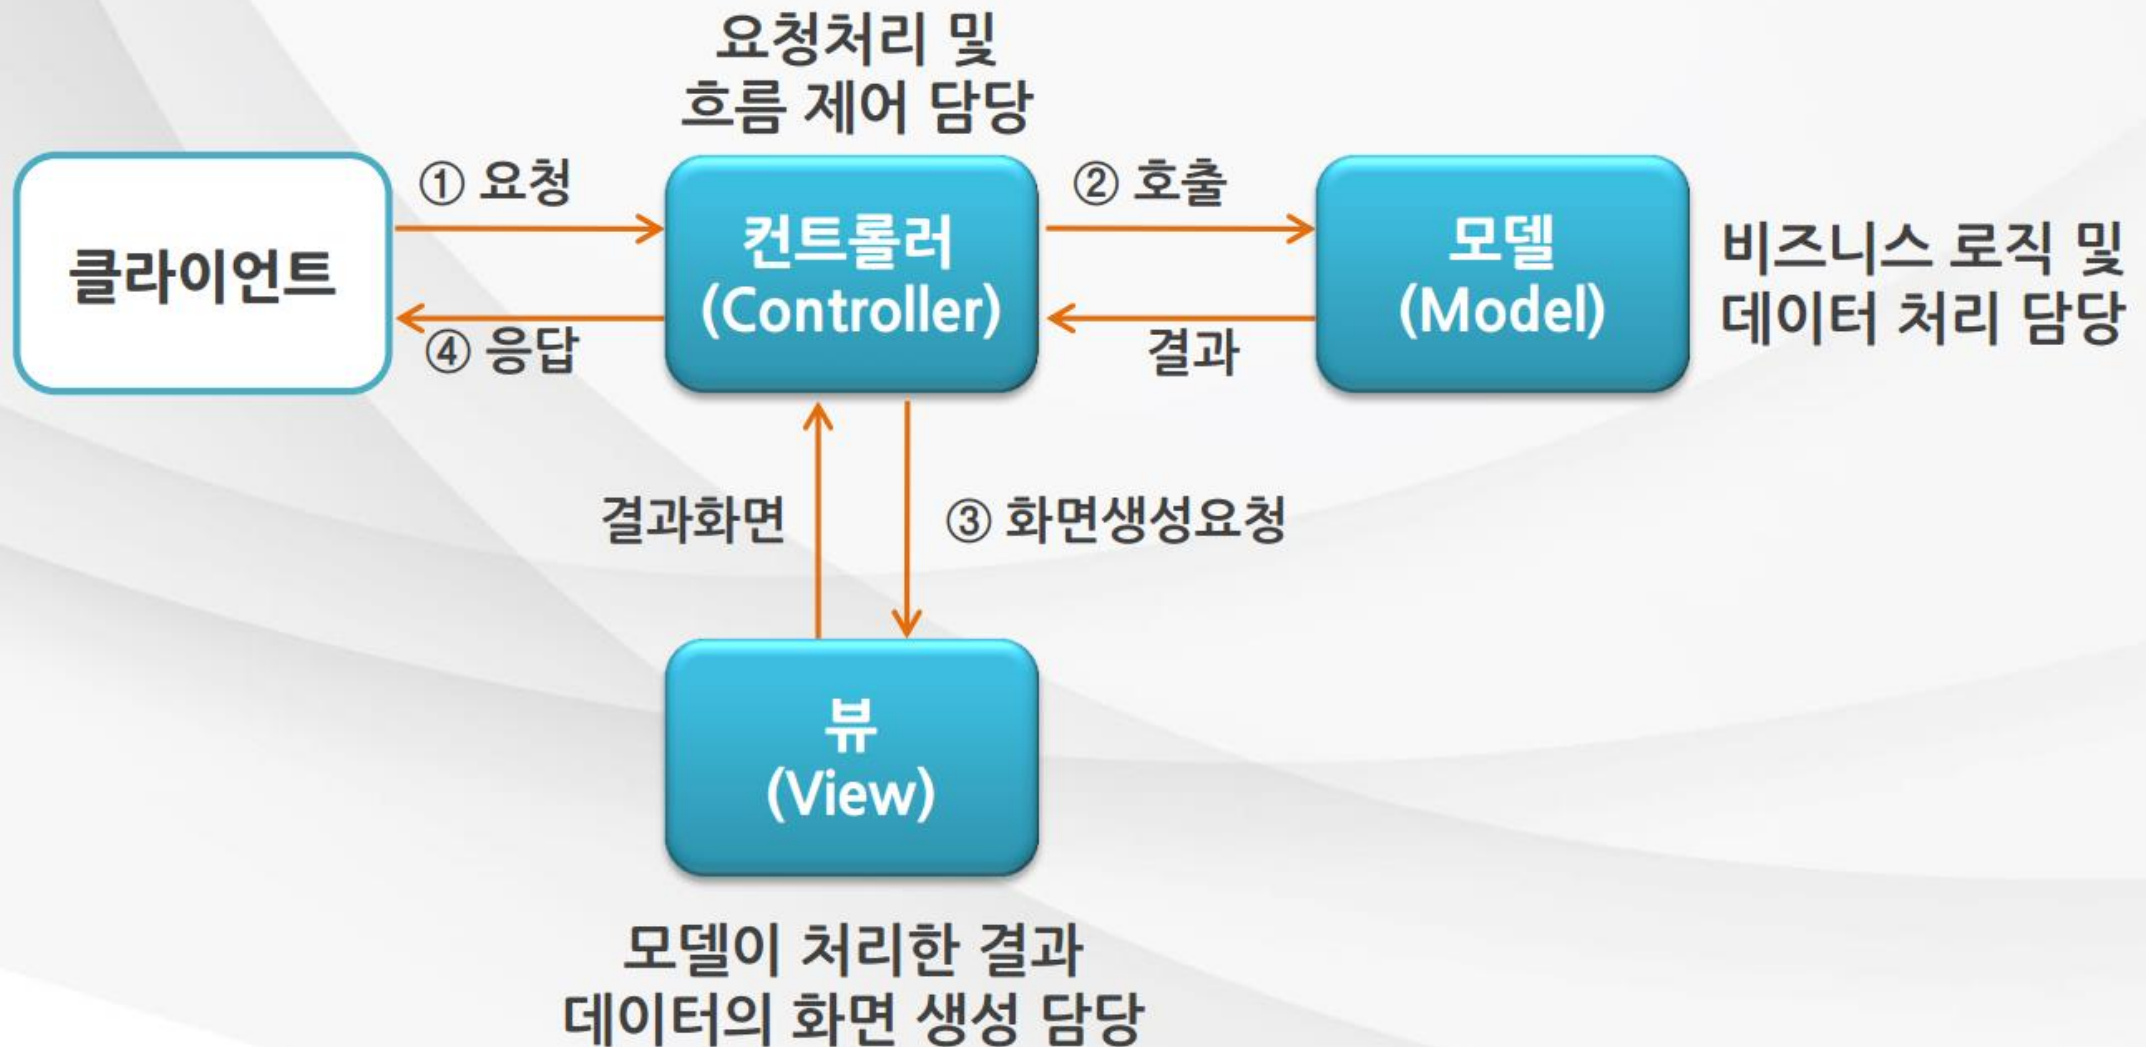 요청처리 및
흐름 제어 담당
클라이언트
① 요청
④ 응답
컨트롤러
(Controller)
② 호출
결과
모델
(Model)
비즈니스 로직 및
데이터 처리 담당
결과화면
③ 화면생성요청
뷰
(View)
모델이 처리한 결과
데이터의 화면 생성 담당